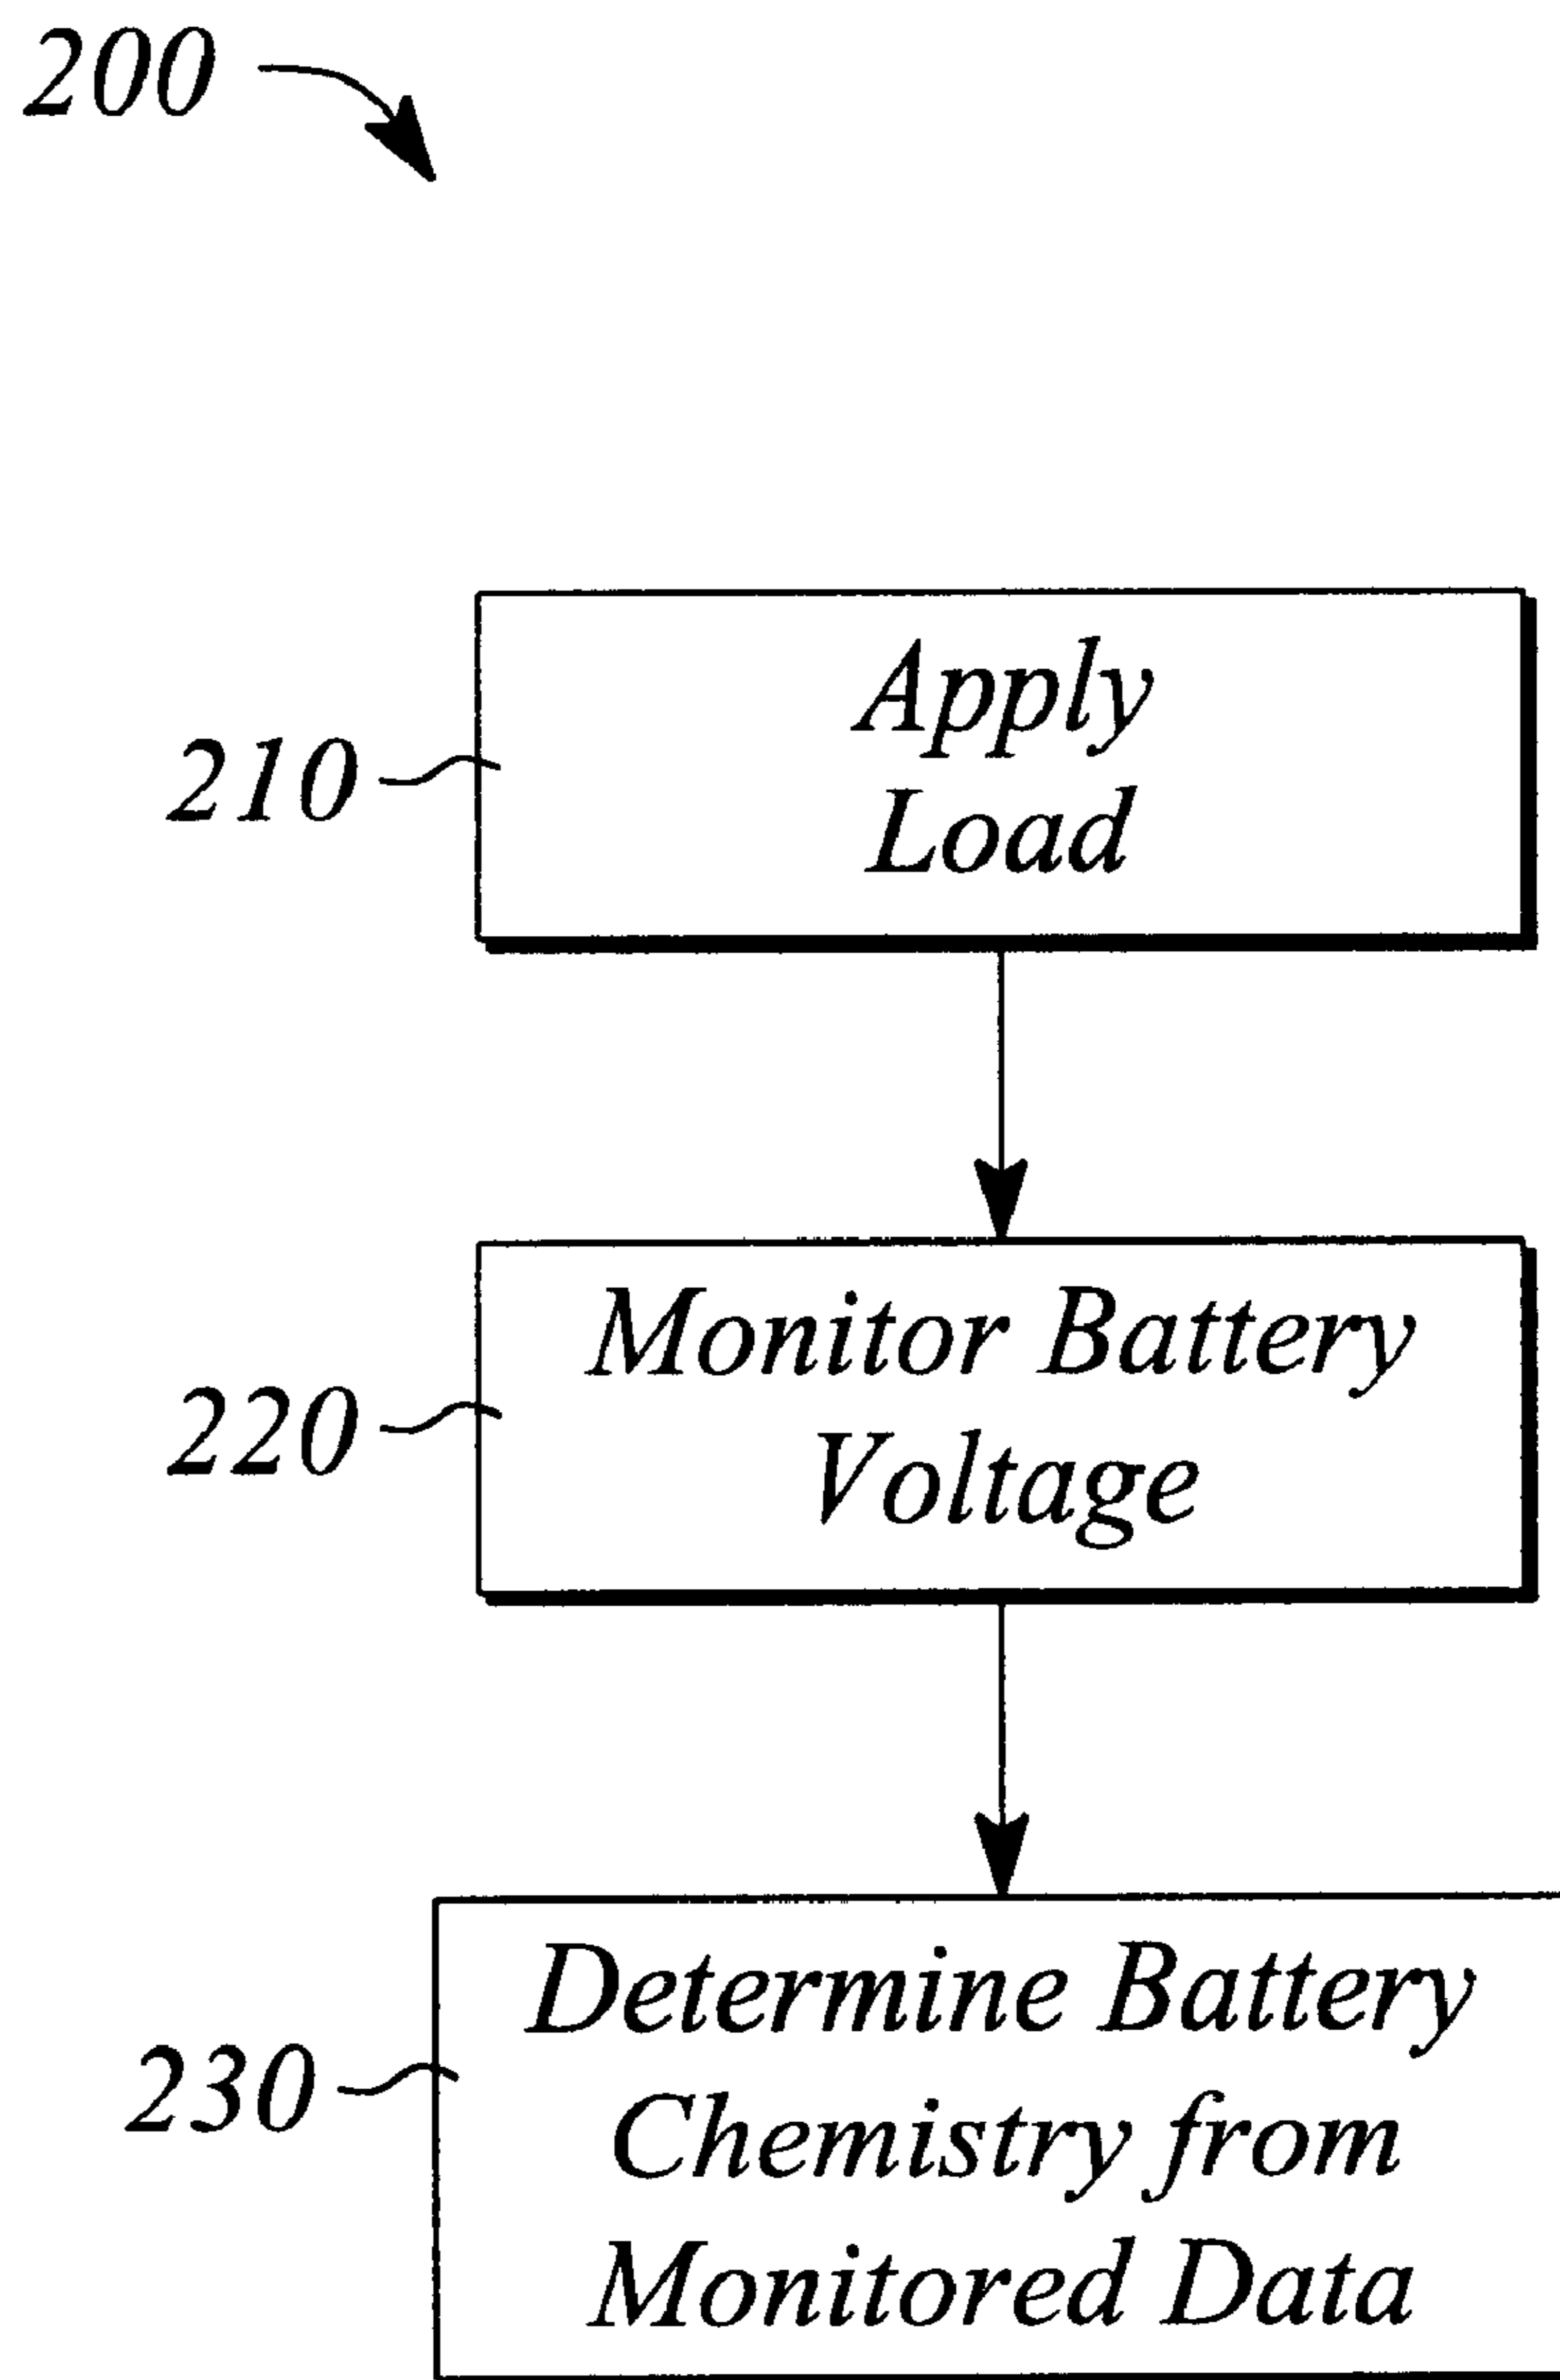 200
Apply
210
Load
Monitor Battery
220
Voltage
Determine Battery
230
Chemistry from
Monitored Data